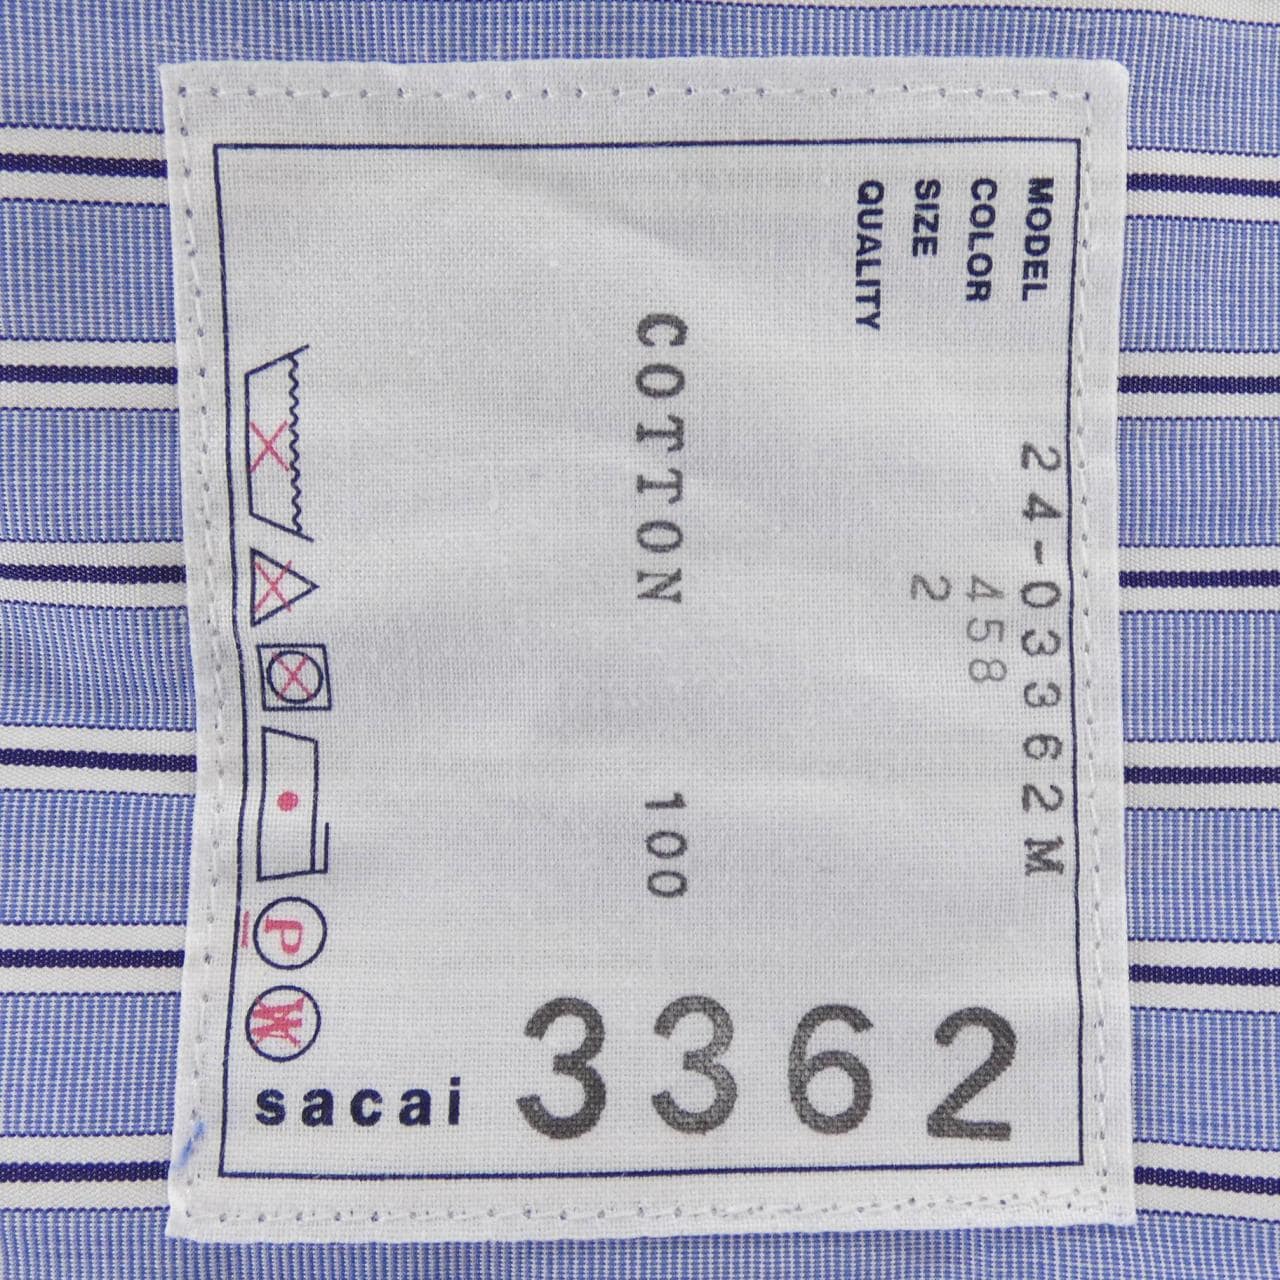 MODEL 24-03362M
COLOR 458
SIZE 2
QUALITY
COTTON 100
P
W
sacai 3362